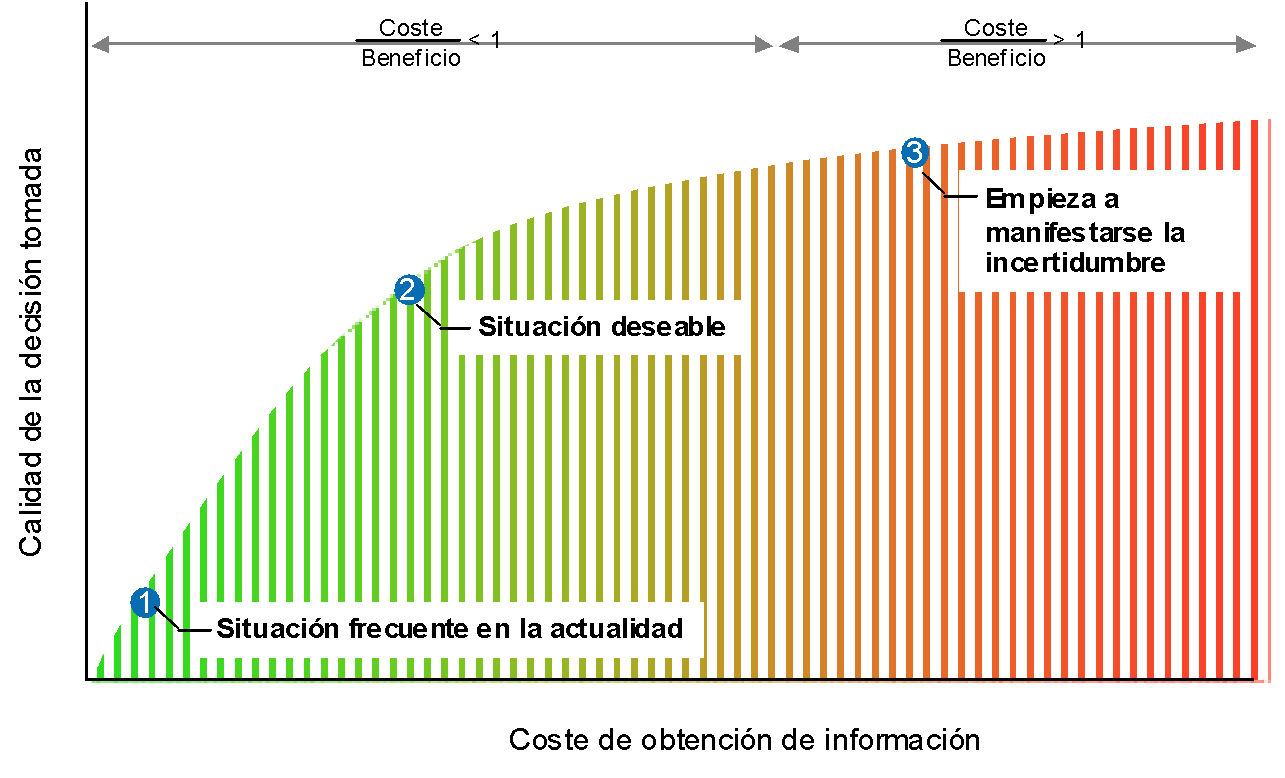 Coste
Beneficio
< 1
Coste
Beneficio
> 1
Calidad de la decisión tomada
3
Empieza a
manifestarse la
incertidumbre
2
Situación deseable
1
Situación frecuente en la actualidad
Coste de obtención de información